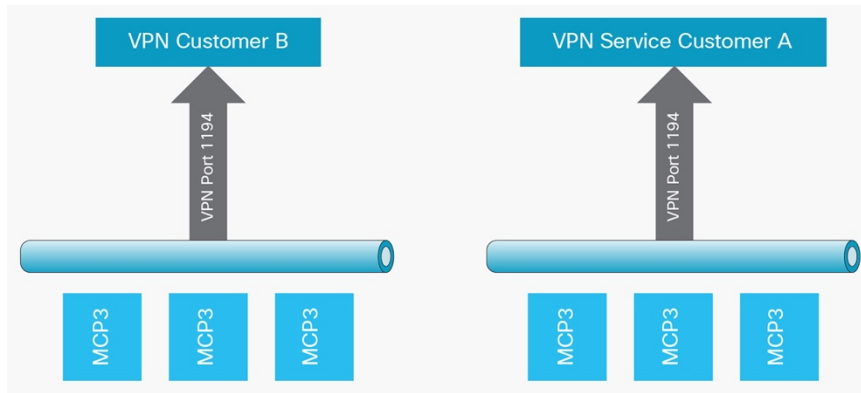 VPN Customer B
VPN Service Customer A
VPN Port 1194
VPN Port 1194
MCP3
MCP3
MCP3
MCP3
MCP3
MCP3